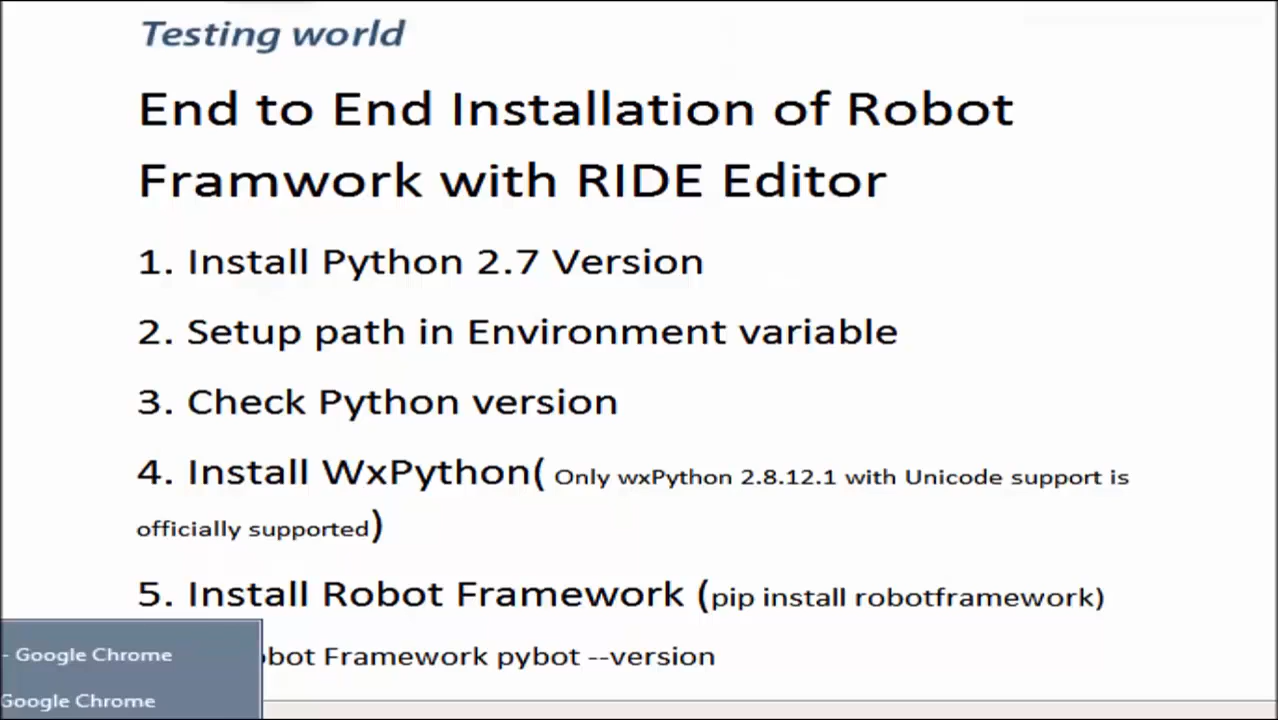 Testing world
End to End Installation of Robot
Framwork with RIDE Editor
1. Install Python 2.7 Version
2. Setup path in Environment variable
3. Check Python version
4. Install WxPython( Only wxPython 2.8.12.1 with Unicode support is
officially supported)
5. Install Robot Framework (pip install robotframework)
obot Framework pybot --version
- Google Chrome
Google Chrome